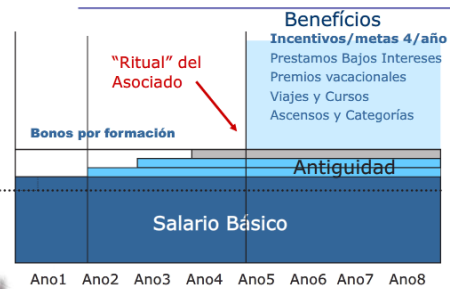 Benefícios
Incentivos/metas 4/año
"Ritual" del
Asociado
Prestamos Bajos Intereses
Premios vacacionales
Viajes y Cursos
Ascensos y Categorías
Bonos por formación
Antiguidad
Salario Básico
Ano1 Ano2 Ano3 Ano4 Ano5 Ano6 Ano7 Ano8